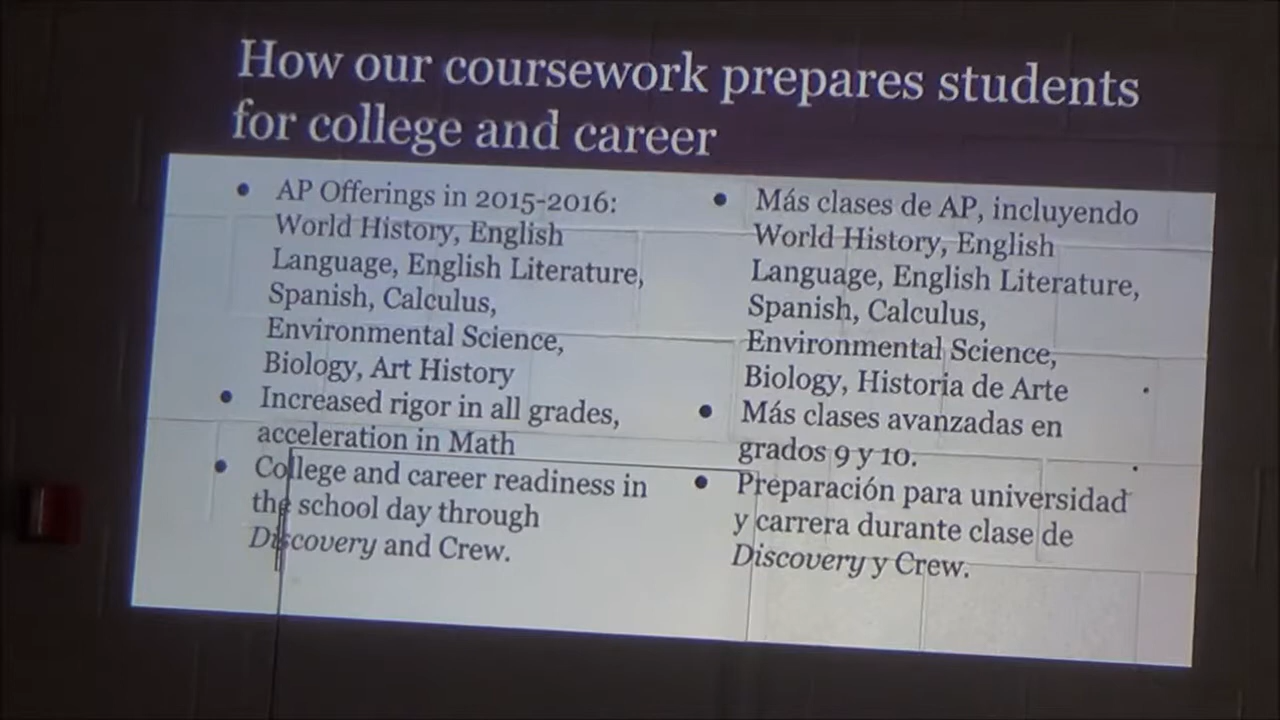 How our coursework prepares students
for college and career
• AP Offerings in 2015-2016:
World History, English
Language, English Literature,
Spanish, Calculus,
Environmental Science,
Biology, Art History
• Increased rigor in all grades,
acceleration in Math
• College and career readiness in
the school day through
Discovery and Crew.
• Más clases de AP, incluyendo
World History, English
Language, English Literature,
Spanish, Calculus,
Environmental Science,
Biology, Historia de Arte
• Más clases avanzadas en
grados 9 y 10.
• Preparación para universidad
y carrera durante clase de
Discovery y Crew.